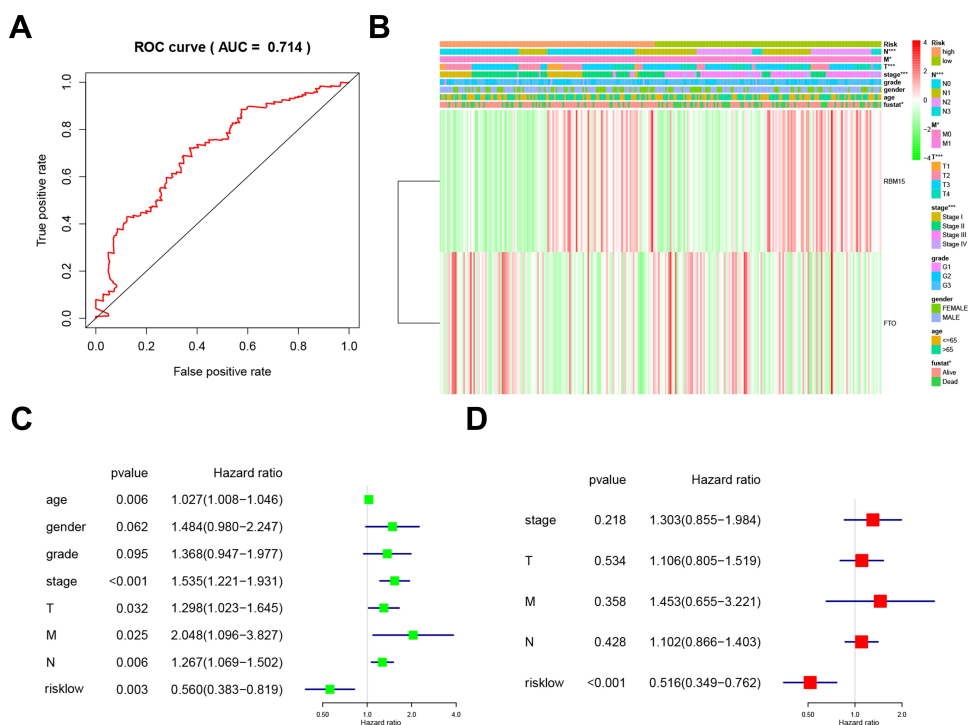 A
ROC curve ( AUC = 0.714 )
True positive rate
1.0
0.8
0.6
0.4
0.2
0.0
0.0 0.2 0.4 0.6 0.8 1.0
False positive rate
B
Risk
N***
M*
T***
stage***
grade
gender
age
fustat*
RBM15
FTO
4
2
0
−2
−4
Risk
high
low
N***
N0
N1
N2
N3
M*
M0
M1
T***
T1
T2
T3
T4
stage***
Stage I
Stage II
Stage III
Stage IV
grade
G1
G2
G3
gender
FEMALE
MALE
age
<=65
>65
fustat*
Alive
Dead
C
pvalue Hazard ratio
age 0.006 1.027(1.008−1.046)
gender 0.062 1.484(0.980−2.247)
grade 0.095 1.368(0.947−1.977)
stage <0.001 1.535(1.221−1.931)
T 0.032 1.298(1.023−1.645)
M 0.025 2.048(1.096−3.827)
N 0.006 1.267(1.069−1.502)
risklow 0.003 0.560(0.383−0.819)
0.50 1.0 2.0 4.0
Hazard ratio
D
pvalue Hazard ratio
stage 0.218 1.303(0.855−1.984)
T 0.534 1.106(0.805−1.519)
M 0.358 1.453(0.655−3.221)
N 0.428 1.102(0.866−1.403)
risklow <0.001 0.516(0.349−0.762)
0.50 1.0 2.0
Hazard ratio